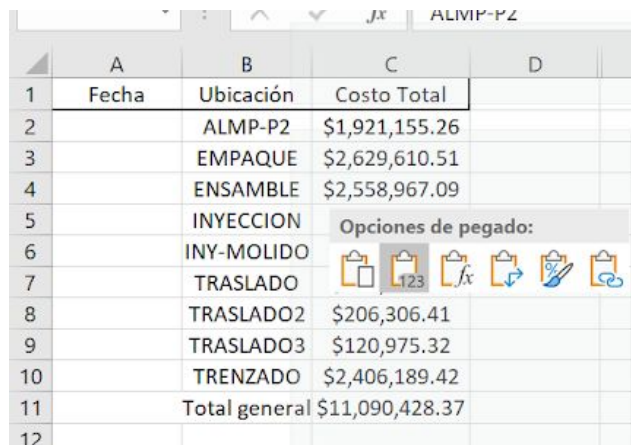 fx ALMP-P2
A B C D
1 Fecha Ubicación Costo Total
2 ALMP-P2 $1,921,155.26
3 EMPAQUE $2,629,610.51
4 ENSAMBLE $2,558,967.09
5 INYECCION Opciones de pegado:
6 INY-MOLIDO
7 TRASLADO 123 fx %
8 TRASLADO2 $206,306.41
9 TRASLADO3 $120,975.32
10 TRENZADO $2,406,189.42
11 Total general $11,090,428.37
12